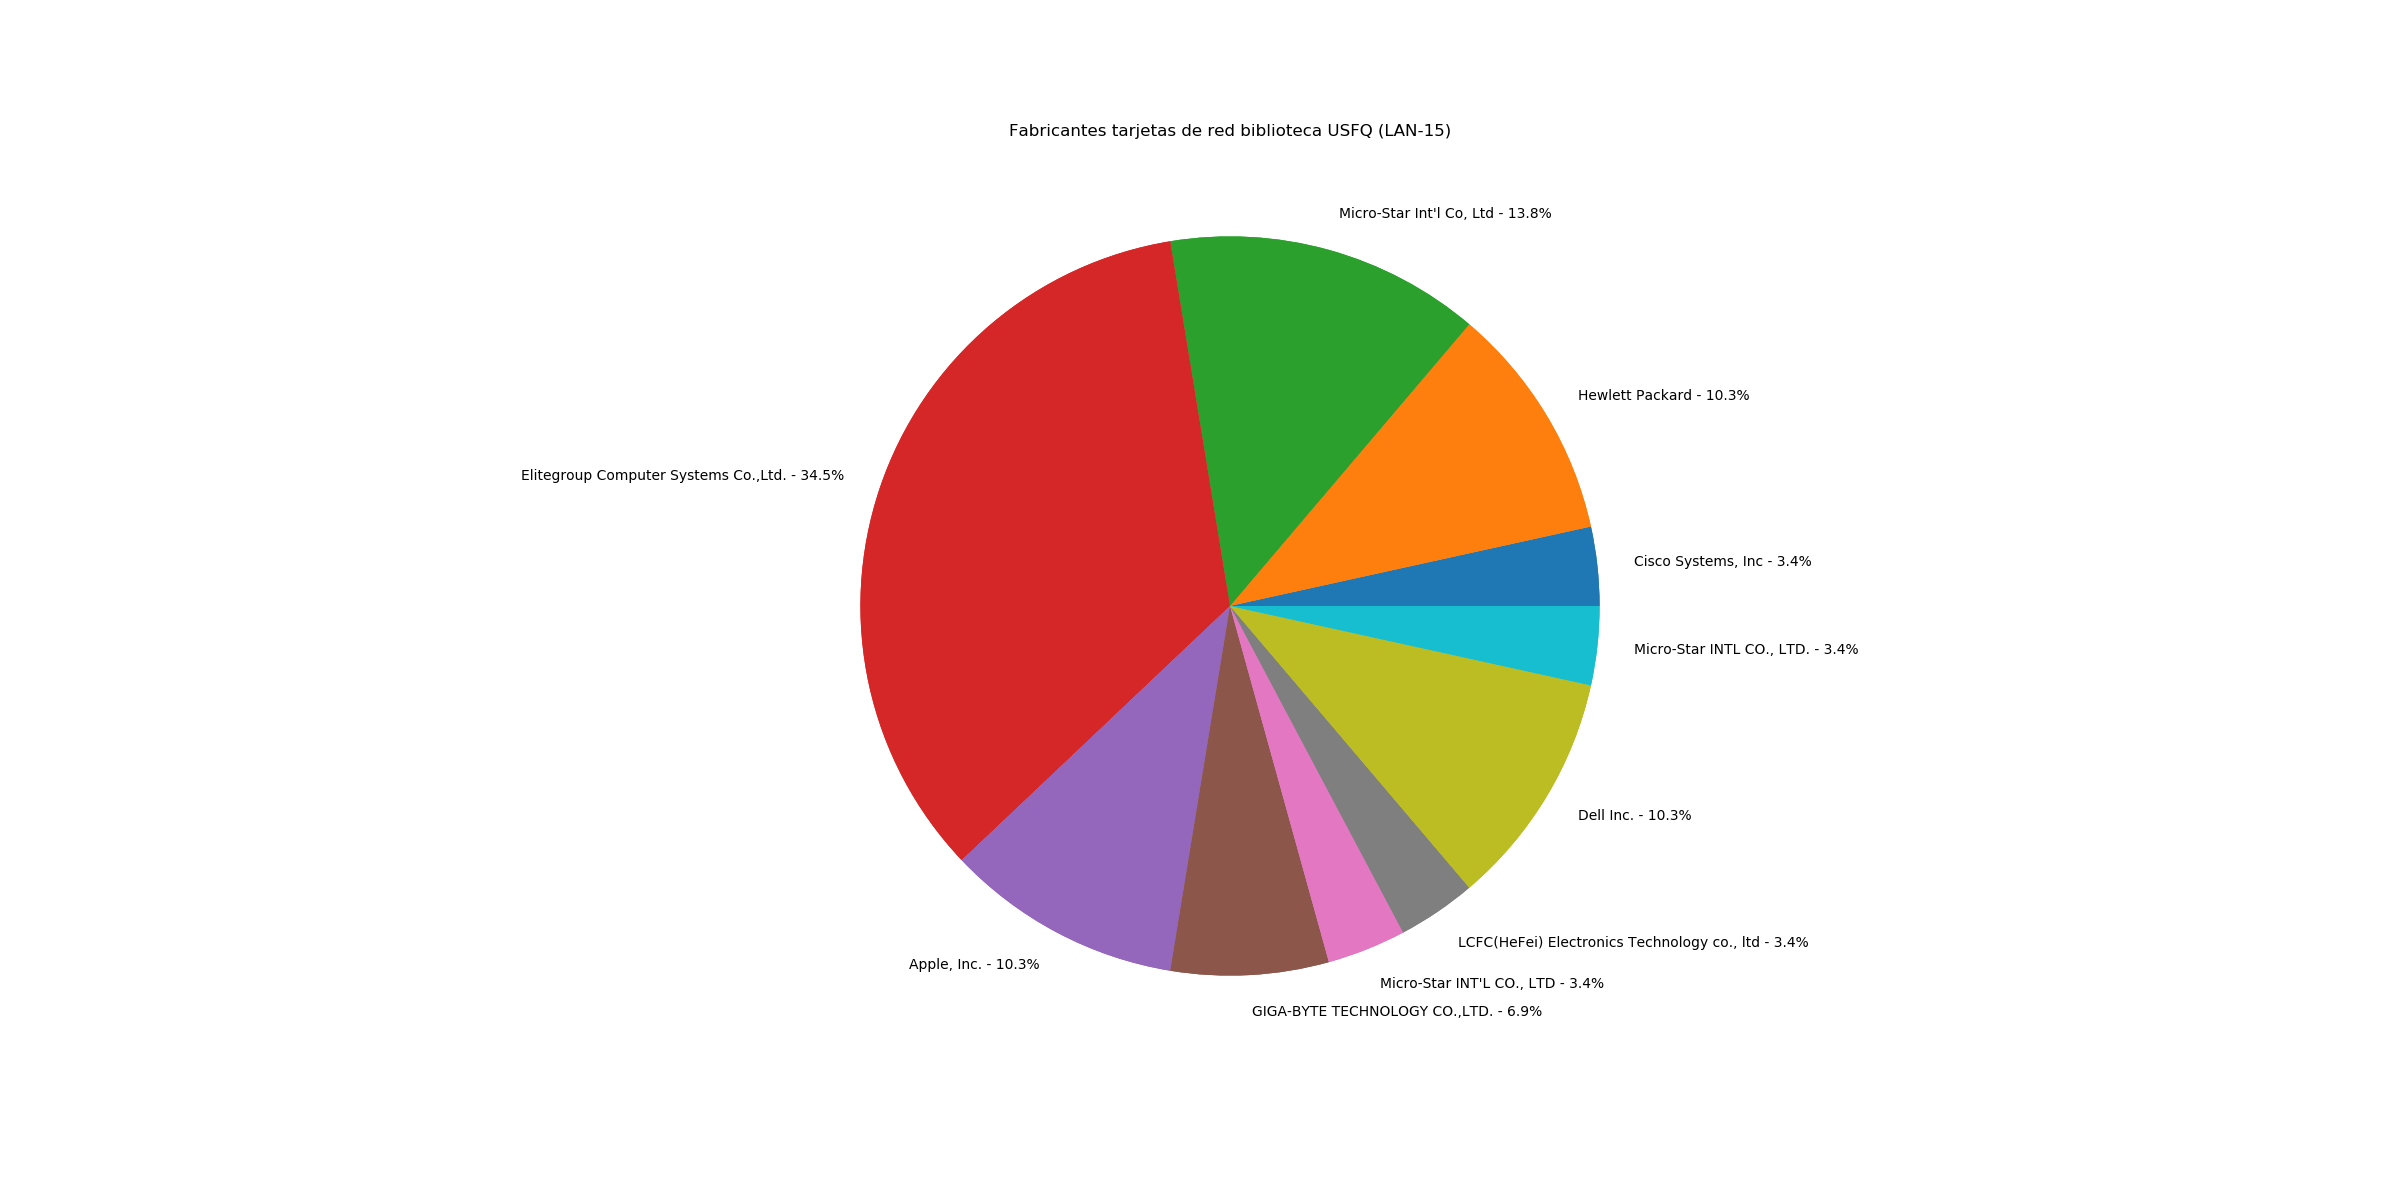 Fabricantes tarjetas de red biblioteca USFQ (LAN-15)
Micro-Star Int'l Co, Ltd - 13.8%
Hewlett Packard - 10.3%
Elitegroup Computer Systems Co.,Ltd. - 34.5%
Cisco Systems, Inc - 3.4%
Micro-Star INTL CO., LTD. - 3.4%
Dell Inc. - 10.3%
LCFC(HeFei) Electronics Technology co., ltd - 3.4%
Apple, Inc. - 10.3%
Micro-Star INT'L CO., LTD - 3.4%
GIGA-BYTE TECHNOLOGY CO.,LTD. - 6.9%